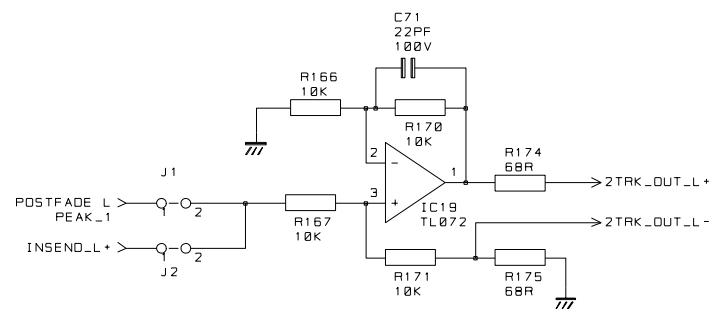 C71
22PF
100V
R166
10K
R170
10K
R174
68R
J1
2
1
2TRK_OUT_L+
POSTFADE L
PEAK_1
1
2
3
R167
10K
IC19
TL072
2TRK_OUT_L-
INSEND_L+
1
2
J2
R171
10K
R175
68R